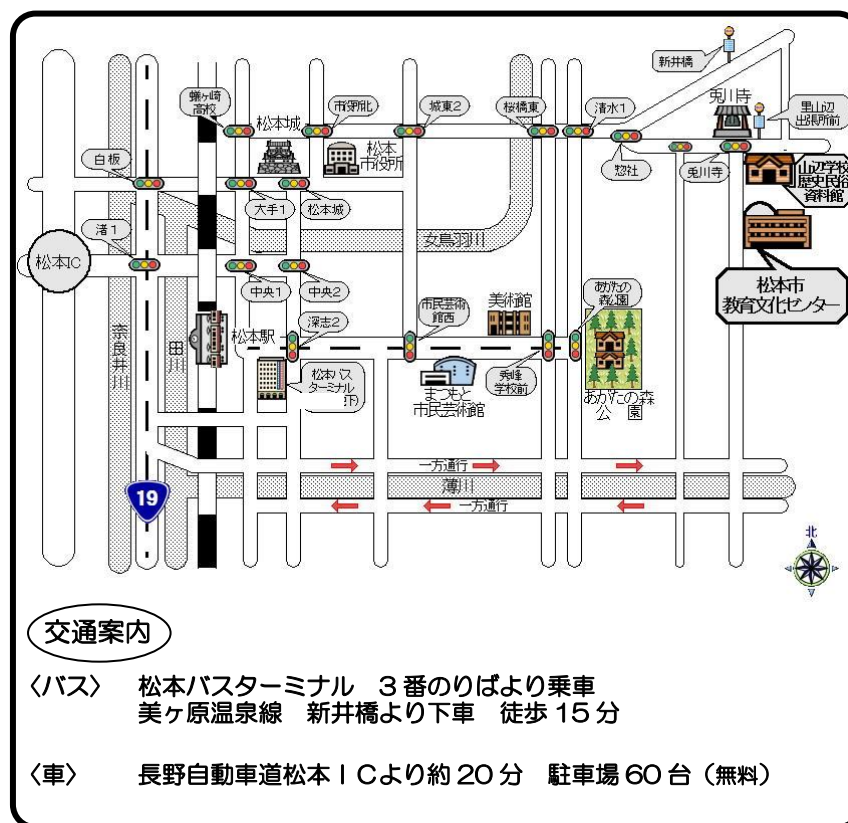 新井橋
蟻ヶ崎
高校
松本城
市役所北
城東2
桜橋東
清水1
兎川寺
里山辺
出張所前
白板
松本
市役所
惣社
兎川寺
山辺学校
歴史民俗
資料館
大手1
松本城
渚1
女鳥羽川
松本IC
中央1
中央2
松本市
教育文化センター
奈良井川
田川
松本駅
深志2
市民芸術
館西
美術館
あがたの
森公園
松本バス
ターミナル
まつもと
市民芸術館
秀峰
学校前
あがたの森
公 園
一方通行
薄川
一方通行
19
北
交通案内
〈バス〉 松本バスターミナル 3番のりばより乗車
美ヶ原温泉線 新井橋より下車 徒歩15分
〈車〉 長野自動車道松本ICより約20分 駐車場60台(無料)